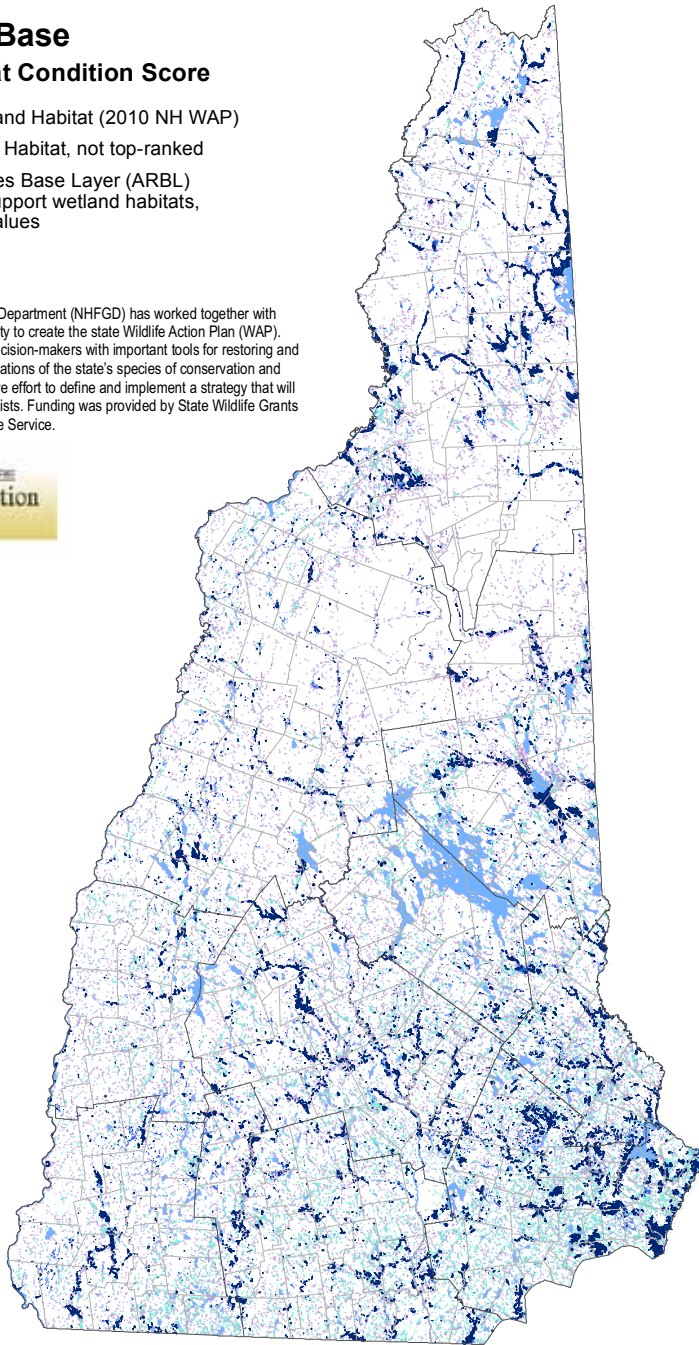 Base
at Condition Score
and Habitat (2010 NH WAP)
Habitat, not top-ranked
es Base Layer (ARBL)
upport wetland habitats,
alues
Department (NHFGD) has worked together with
ty to create the state Wildlife Action Plan (WAP).
cision-makers with important tools for restoring and
ations of the state's species of conservation and
e effort to define and implement a strategy that will
ists. Funding was provided by State Wildlife Grants
e Service.
tion